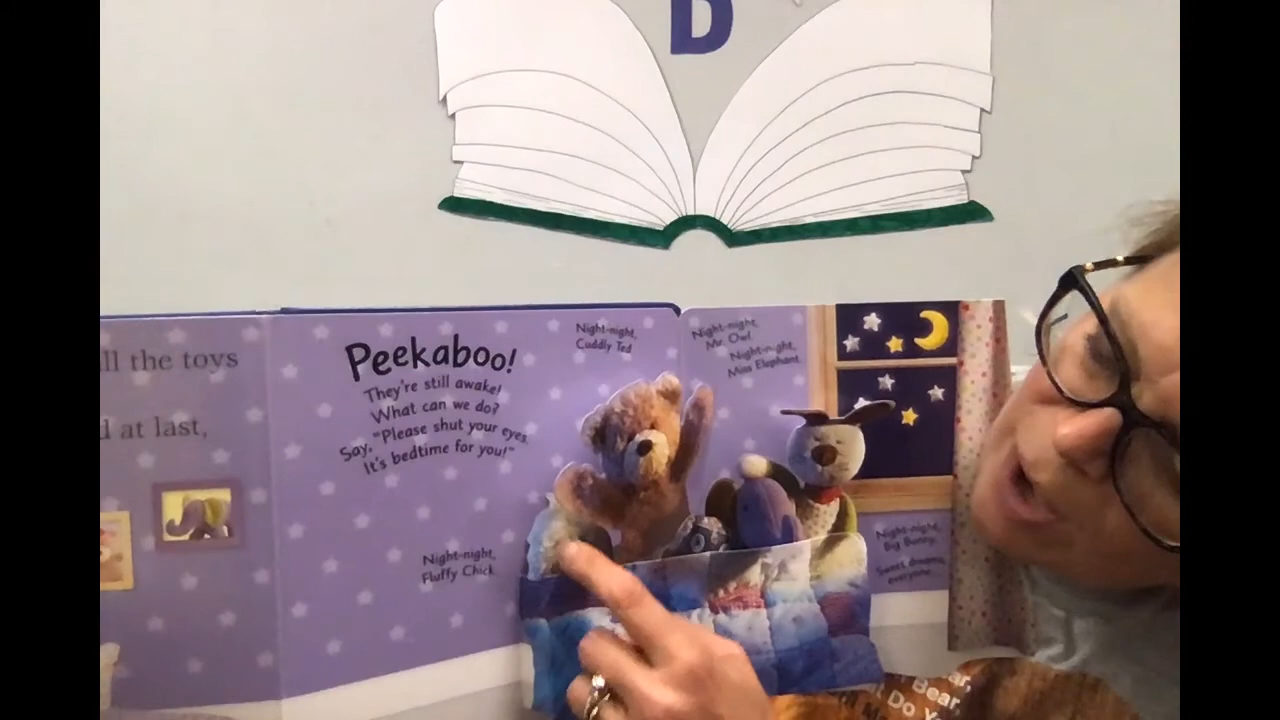 D
ll the toys
d at last,
Peekaboo!
They're still awake!
What can we do?
Say, "Please shut your eyes.
It's bedtime for you!"
Night-night,
Cuddly Ted
Night-night,
Mr. Owl.
Night-night,
Miss Elephant.
Night-night,
Fluffy Chick
Night-night,
Big Bunny.
Sweet dreams,
everyone.
Bear,
Do